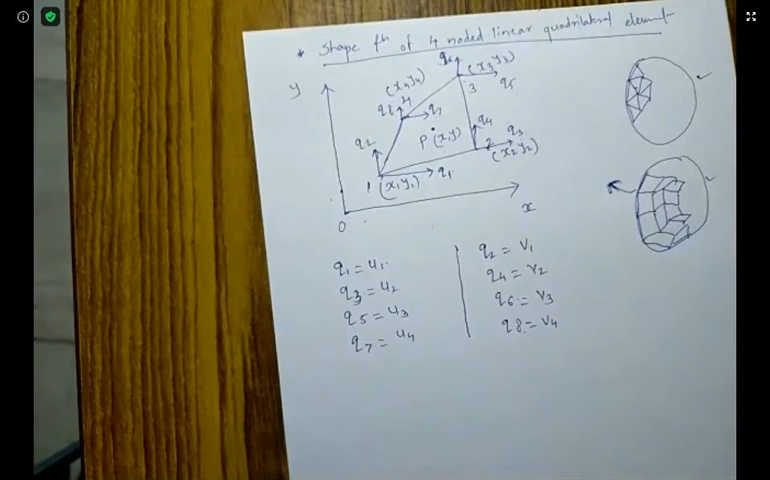 * Shape fⁿ of 4 noded linear quadrilateral element
y
q6
(x3 y3)
3
q5
(x4 y4)
q8 4
q7
q4
q3
P (x,y)
q2
2
(x2 y2)
1 (x1 y1)
q1
x
0
q1 = u1
q3 = u2
q5 = u3
q7 = u4
q2 = v1
q4 = v2
q6 = v3
q8 = v4